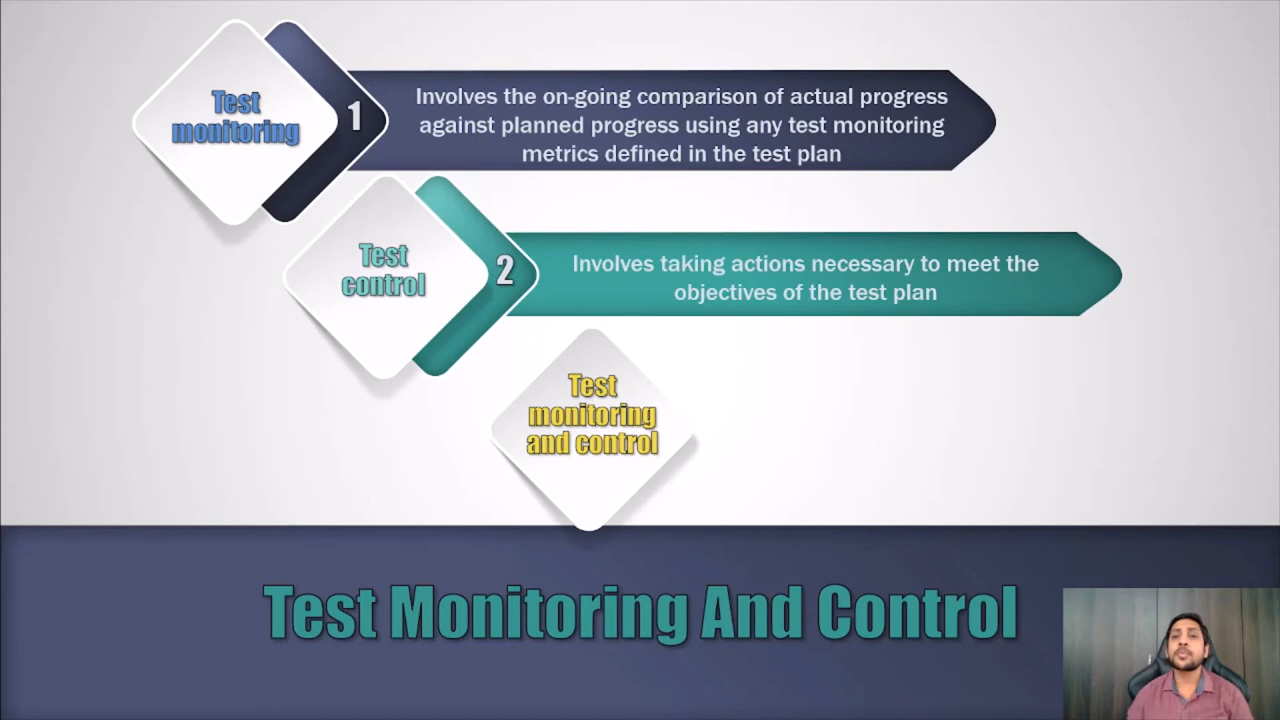 Test
monitoring
1
Involves the on-going comparison of actual progress
against planned progress using any test monitoring
metrics defined in the test plan
Test
control
2
Involves taking actions necessary to meet the
objectives of the test plan
Test
monitoring
and control
Test Monitoring And Control